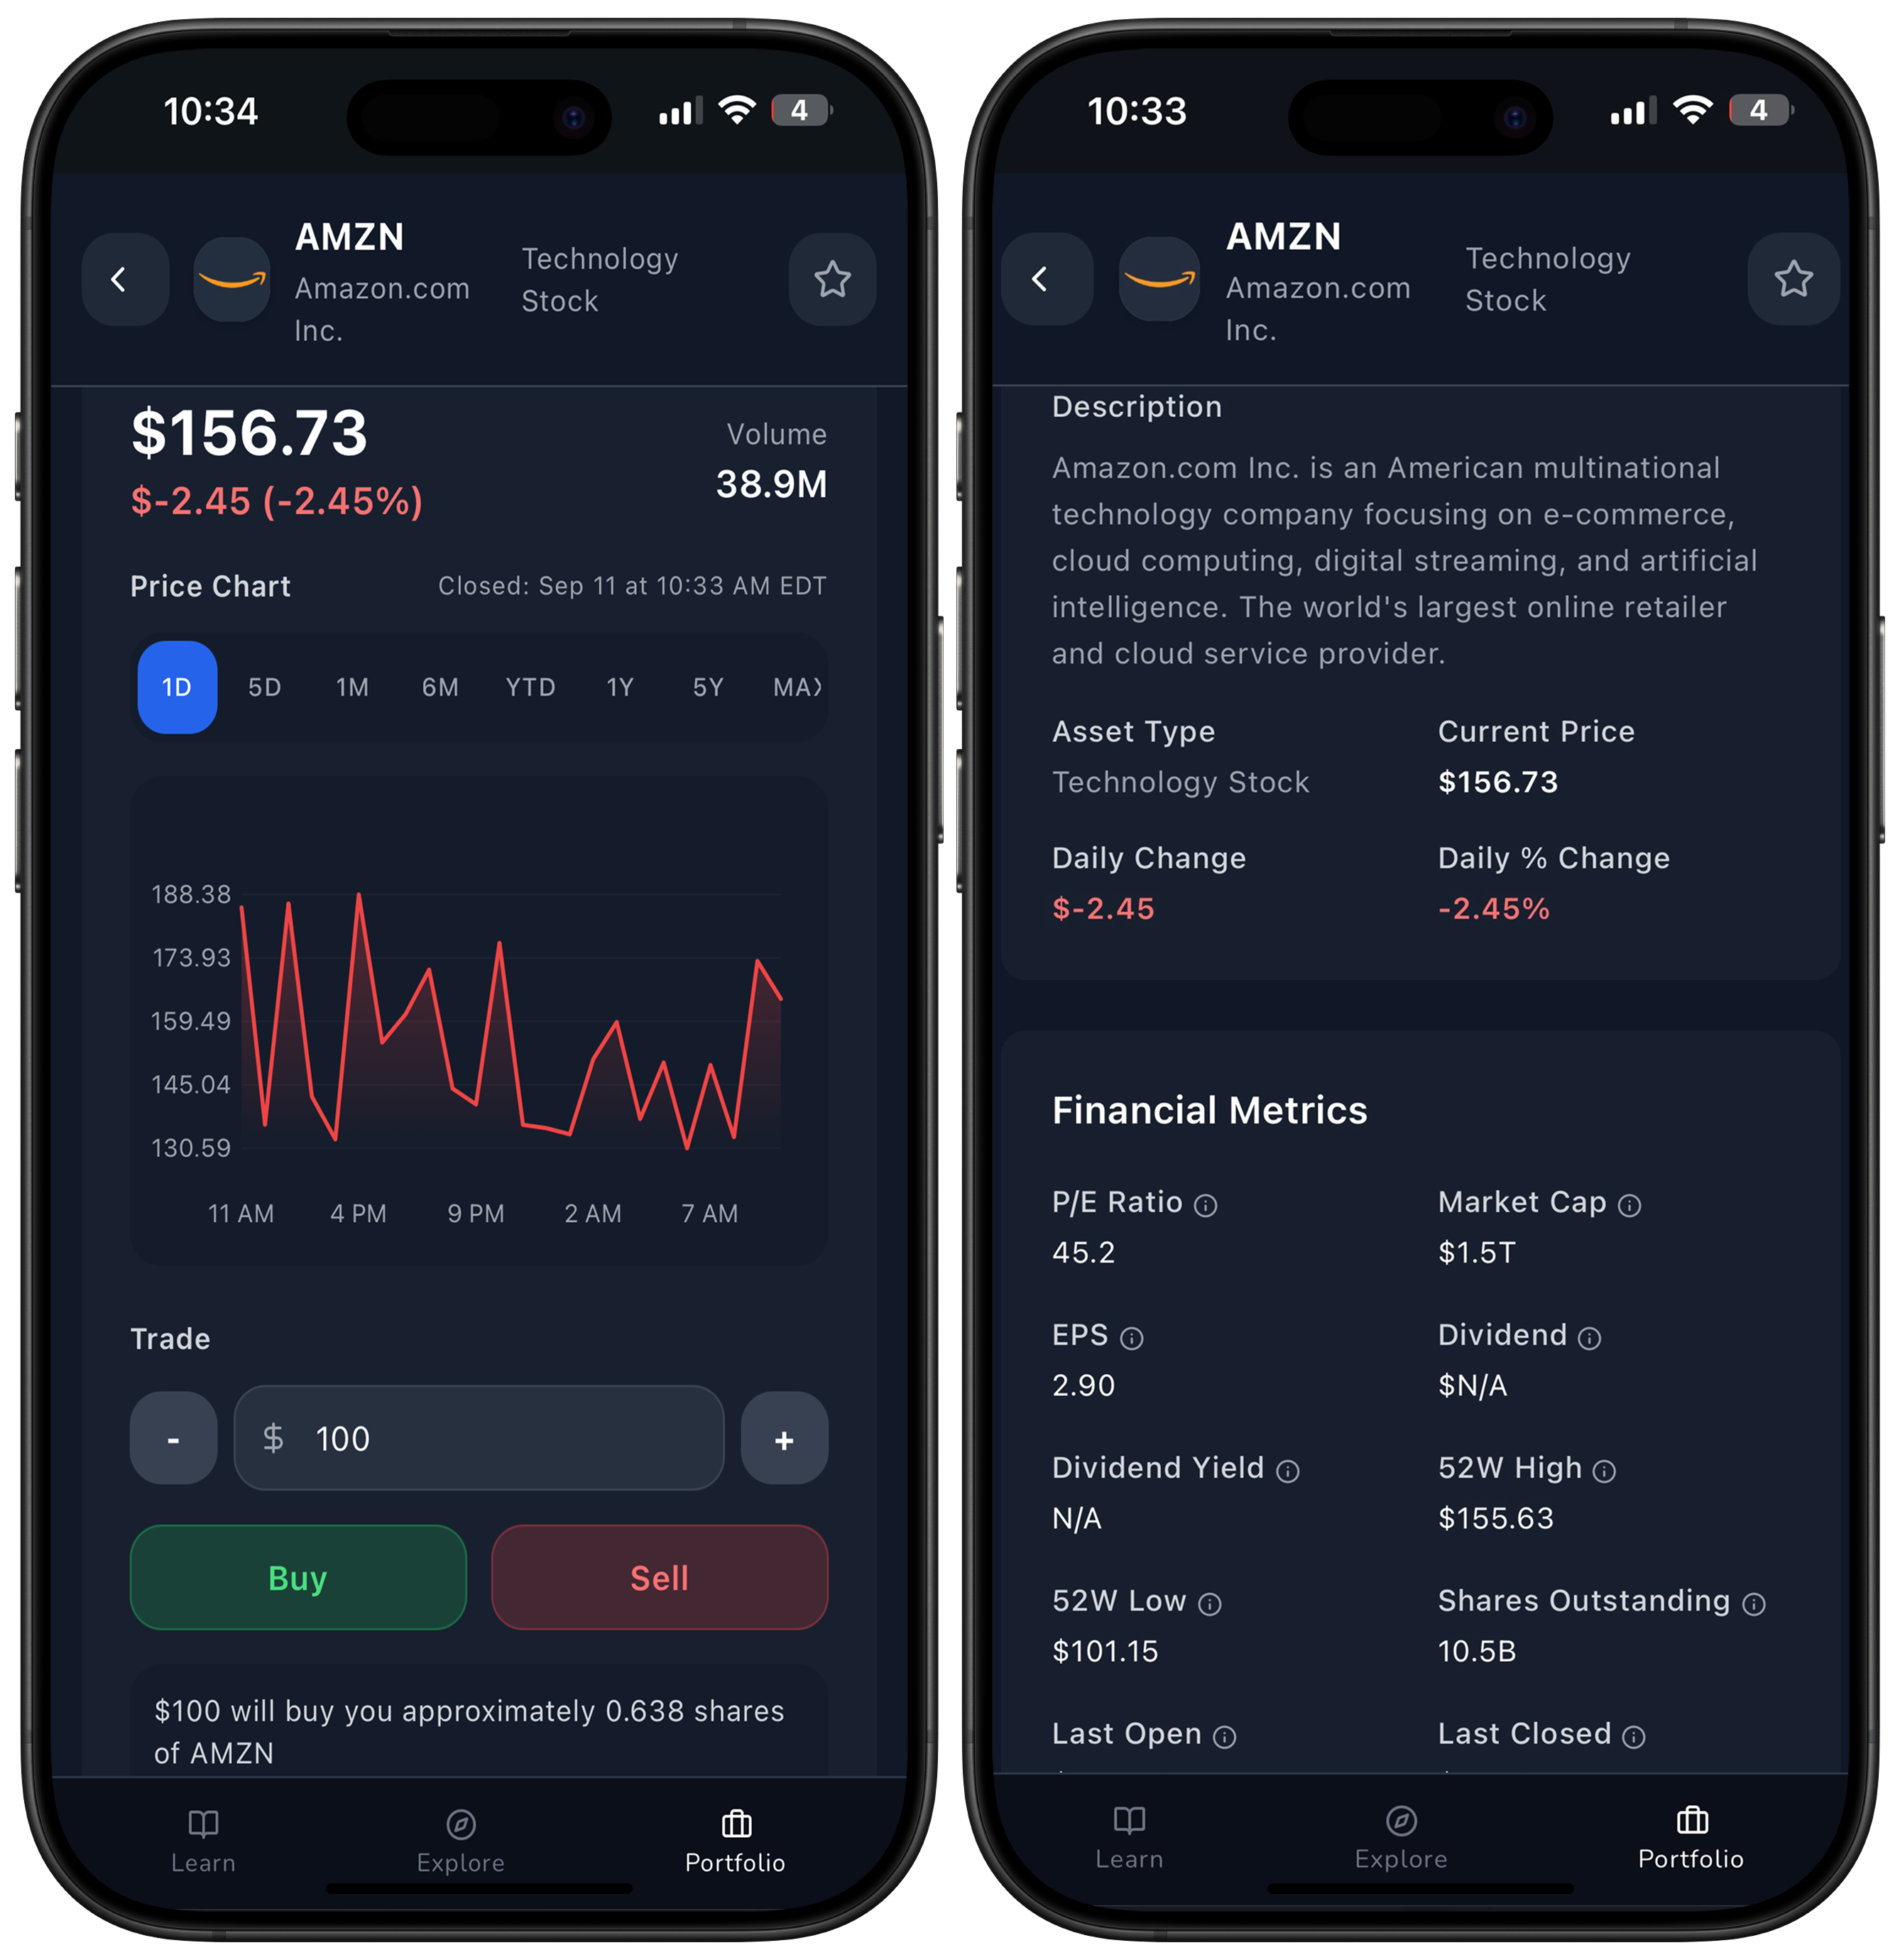 10:34
4
AMZN
Amazon.com
Inc.
Technology
Stock
$156.73
$-2.45 (-2.45%)
Volume
38.9M
Price Chart
Closed: Sep 11 at 10:33 AM EDT
1D 5D 1M 6M YTD 1Y 5Y MAX
188.38
173.93
159.49
145.04
130.59
11 AM 4 PM 9 PM 2 AM 7 AM
Trade
- $ 100 +
Buy Sell
$100 will buy you approximately 0.638 shares
of AMZN
Learn Explore Portfolio
10:33
4
AMZN
Amazon.com
Inc.
Technology
Stock
Description
Amazon.com Inc. is an American multinational
technology company focusing on e-commerce,
cloud computing, digital streaming, and artificial
intelligence. The world's largest online retailer
and cloud service provider.
Asset Type Current Price
Technology Stock $156.73
Daily Change Daily % Change
$-2.45 -2.45%
Financial Metrics
P/E Ratio Market Cap
45.2 $1.5T
EPS Dividend
2.90 $N/A
Dividend Yield 52W High
N/A $155.63
52W Low Shares Outstanding
$101.15 10.5B
Last Open Last Closed
Learn Explore Portfolio